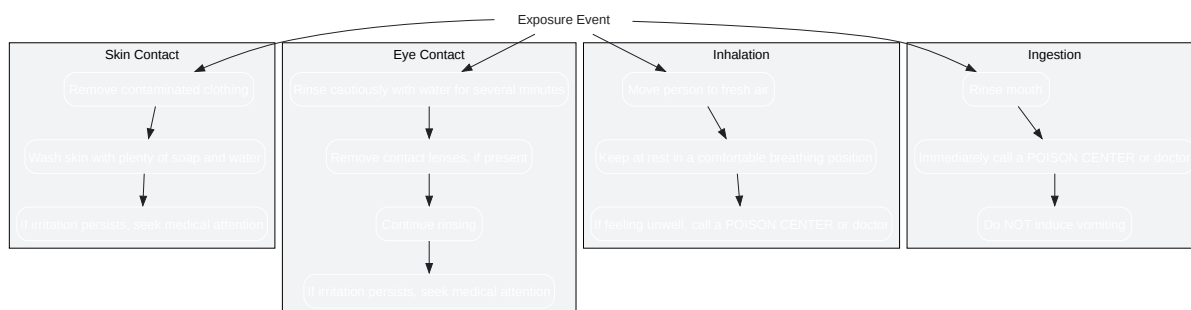 Exposure Event
Skin Contact
Remove contaminated clothing
Wash skin with plenty of soap and water
If irritation persists, seek medical attention
Eye Contact
Rinse cautiously with water for several minutes
Remove contact lenses, if present
Continue rinsing
If irritation persists, seek medical attention
Inhalation
Move person to fresh air
Keep at rest in a comfortable breathing position
If feeling unwell, call a POISON CENTER or doctor
Ingestion
Rinse mouth
Immediately call a POISON CENTER or doctor
Do NOT induce vomiting